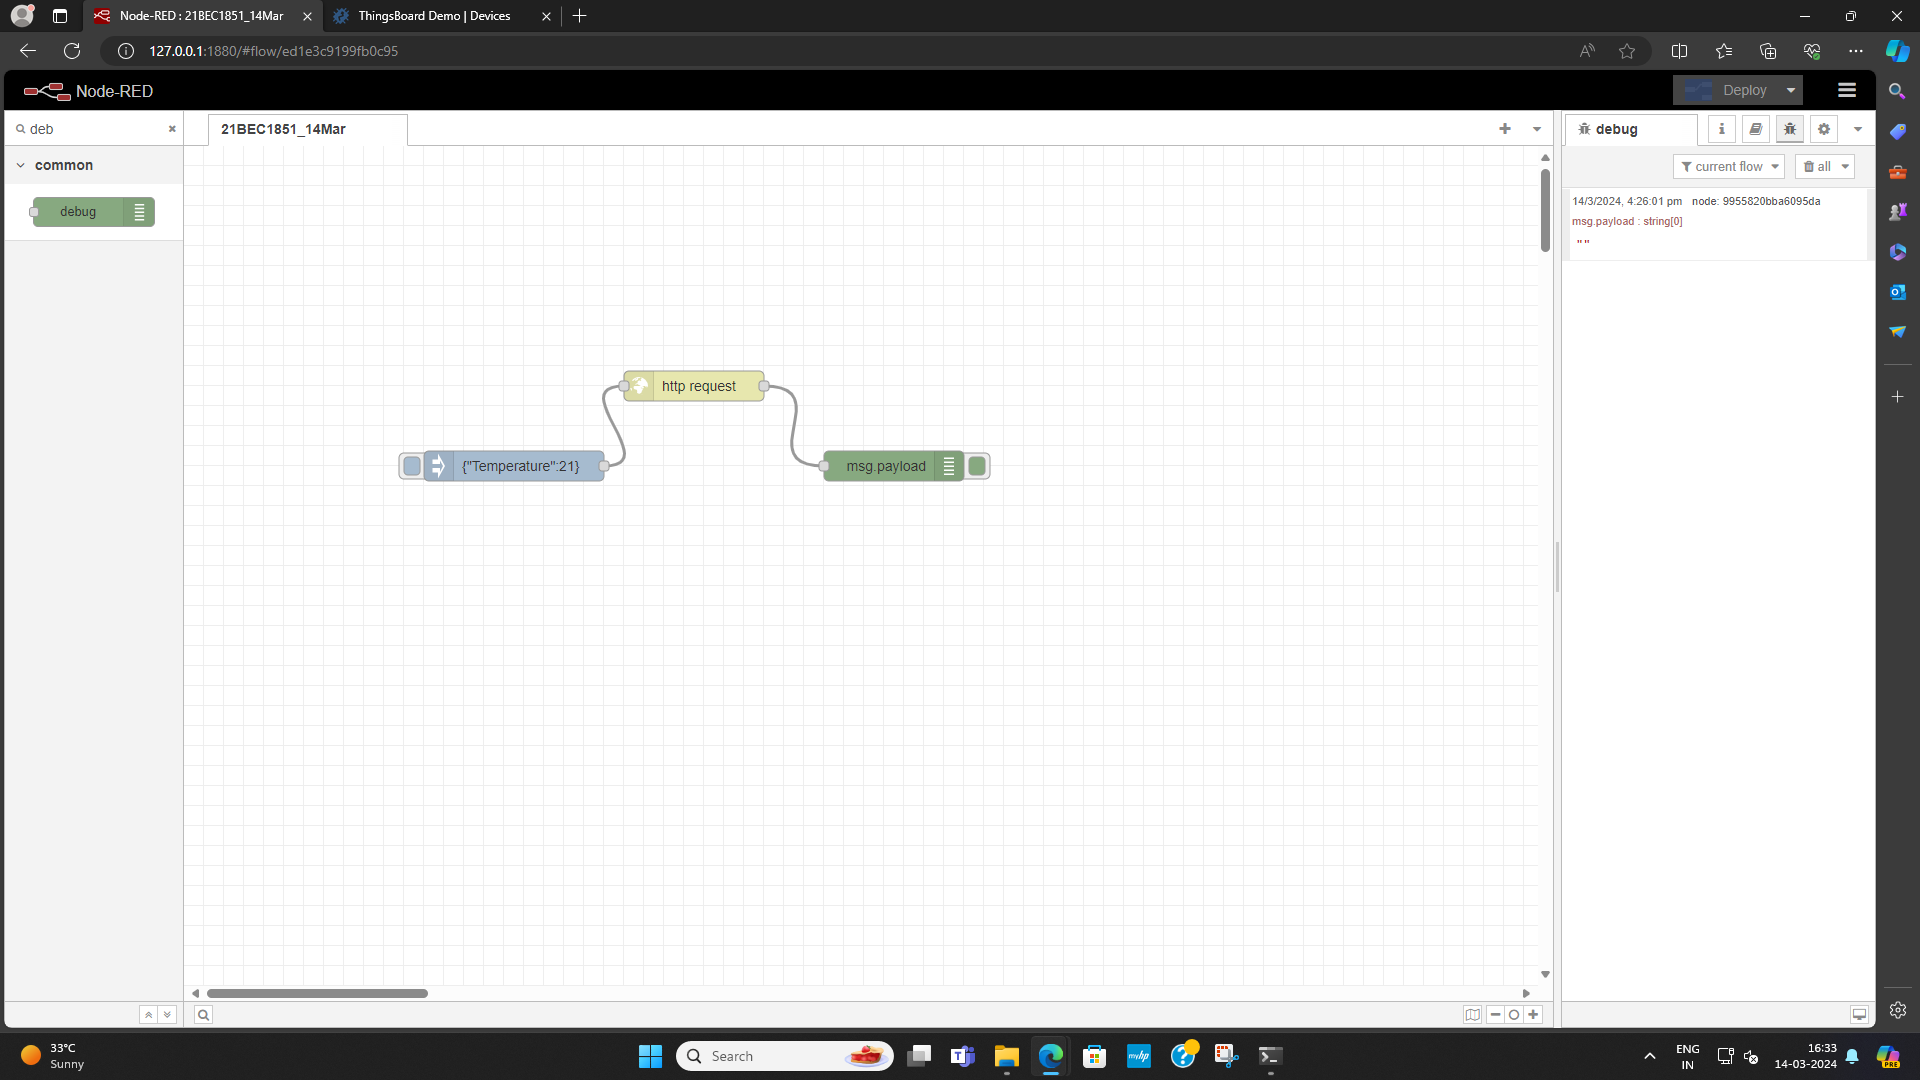 Node-RED : 21BEC1851_14Mar
ThingsBoard Demo | Devices
127.0.0.1:1880/#flow/ed1e3c9199fb0c95
Node-RED
Deploy
deb
21BEC1851_14Mar
debug
common
current flow
all
debug
14/3/2024, 4:26:01 pm node: 9955820bba6095da
msg.payload : string[0]
""
http request
{"Temperature":21}
msg.payload
33°C
Sunny
Search
myhp
ENG
IN
16:33
14-03-2024
PRE